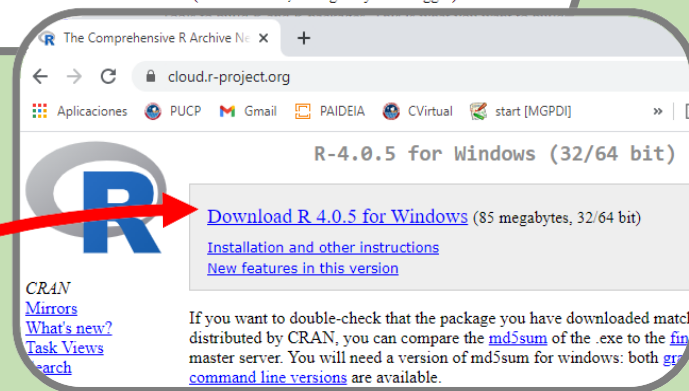 The Comprehensive R Archive Ne
cloud.r-project.org
Aplicaciones PUCP Gmail PAIDEIA CVirtual start [MGPDI] »
R-4.0.5 for Windows (32/64 bit)
R
Download R 4.0.5 for Windows (85 megabytes, 32/64 bit)
Installation and other instructions
New features in this version
CRAN
Mirrors
What's new?
Task Views
earch
If you want to double-check that the package you have downloaded matc
distributed by CRAN, you can compare the md5sum of the .exe to the fin
master server. You will need a version of md5sum for windows: both gra
command line versions are available.